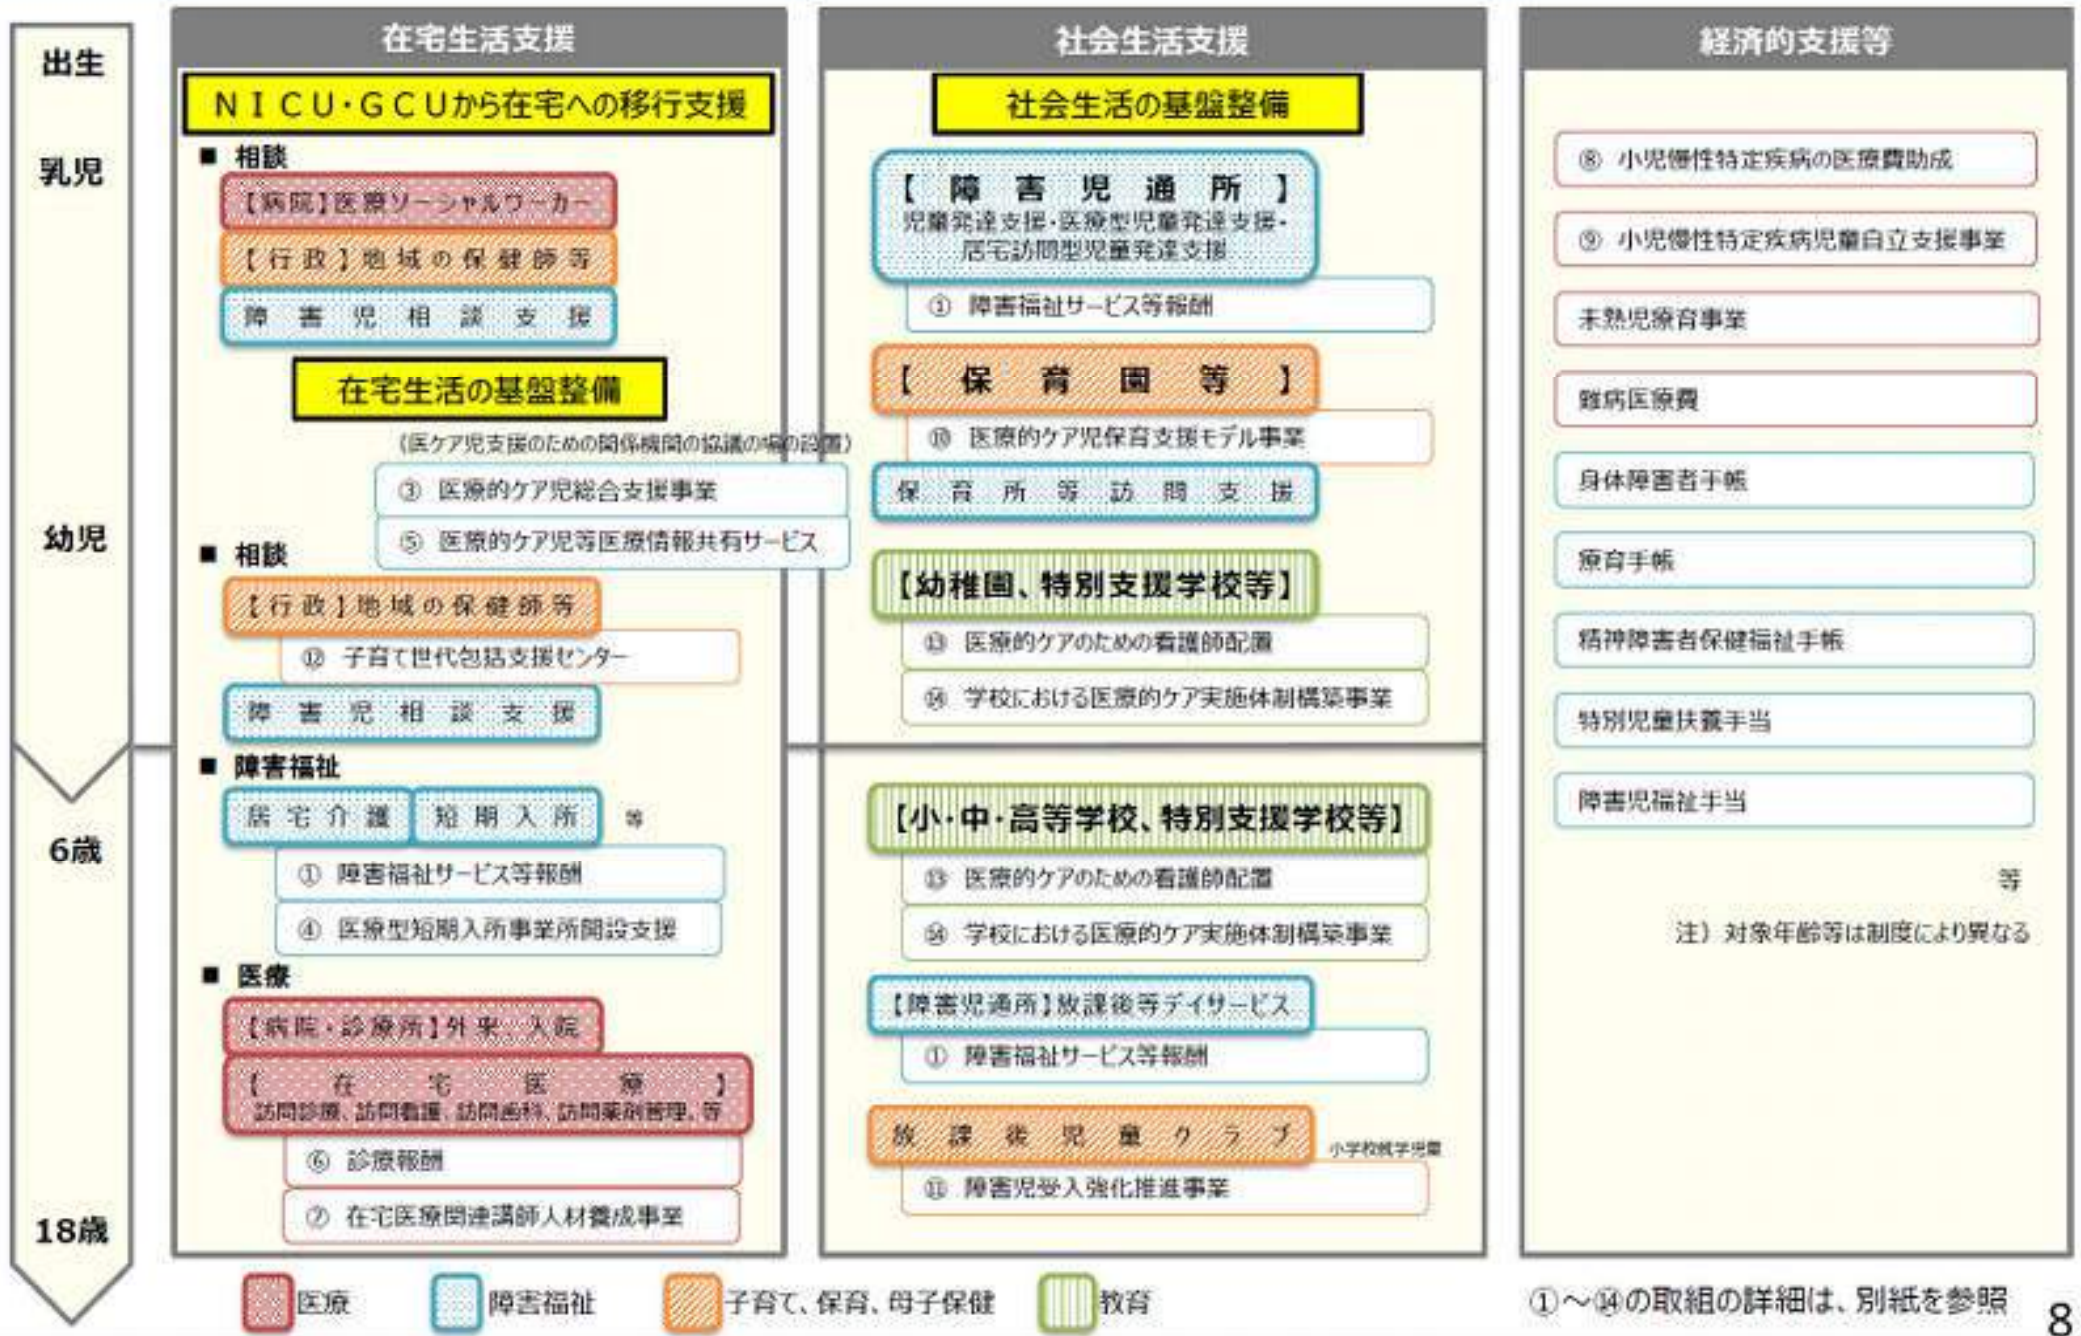 出生
乳児
幼児
6歳
18歳
在宅生活支援
NICU・GCUから在宅への移行支援
■ 相談
【病院】医療ソーシャルワーカー
【行政】地域の保健師等
障害児相談支援
在宅生活の基盤整備
(医ケア児支援のための関係機関の協議の場の設置)
③ 医療的ケア児総合支援事業
⑤ 医療的ケア児等医療情報共有サービス
■ 相談
【行政】地域の保健師等
⑫ 子育て世代包括支援センター
障害児相談支援
■ 障害福祉
居宅介護 短期入所 等
① 障害福祉サービス等報酬
④ 医療型短期入所事業所開設支援
■ 医療
【病院・診療所】外来、入院
【在宅医療】
訪問診療、訪問看護、訪問歯科、訪問薬剤管理、等
⑥ 診療報酬
⑦ 在宅医療関連講師人材養成事業
社会生活支援
社会生活の基盤整備
【障害児通所】
児童発達支援・医療型児童発達支援・
居宅訪問型児童発達支援
① 障害福祉サービス等報酬
【保育園等】
⑩ 医療的ケア児保育支援モデル事業
保育所等訪問支援
【幼稚園、特別支援学校等】
⑬ 医療的ケアのための看護師配置
⑭ 学校における医療的ケア実施体制構築事業
【小・中・高等学校、特別支援学校等】
⑬ 医療的ケアのための看護師配置
⑭ 学校における医療的ケア実施体制構築事業
【障害児通所】放課後等デイサービス
① 障害福祉サービス等報酬
放課後児童クラブ 小学校就学児童
⑪ 障害児受入強化推進事業
経済的支援等
⑧ 小児慢性特定疾病の医療費助成
⑨ 小児慢性特定疾病児童自立支援事業
未熟児療育事業
難病医療費
身体障害者手帳
療育手帳
精神障害者保健福祉手帳
特別児童扶養手当
障害児福祉手当
等
注)対象年齢等は制度により異なる
医療
障害福祉
子育て、保育、母子保健
教育
①～⑭の取組の詳細は、別紙を参照
8